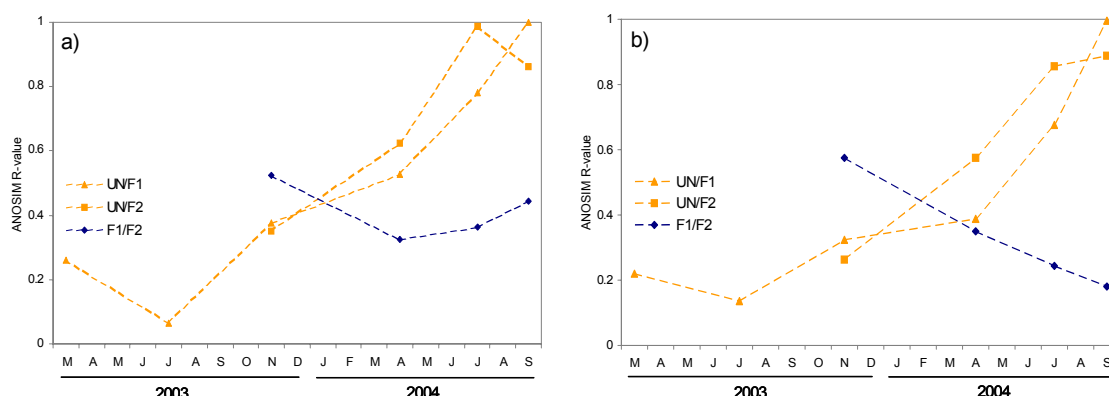 a)
ANOSIM R-value
1
0.8
0.6
0.4
0.2
0
UN/F1
UN/F2
F1/F2
M A M J J A S O N D J F M A M J J A S
2003 2004
b)
ANOSIM R-value
1
0.8
0.6
0.4
0.2
0
UN/F1
UN/F2
F1/F2
M A M J J A S O N D J F M A M J J A S
2003 2004